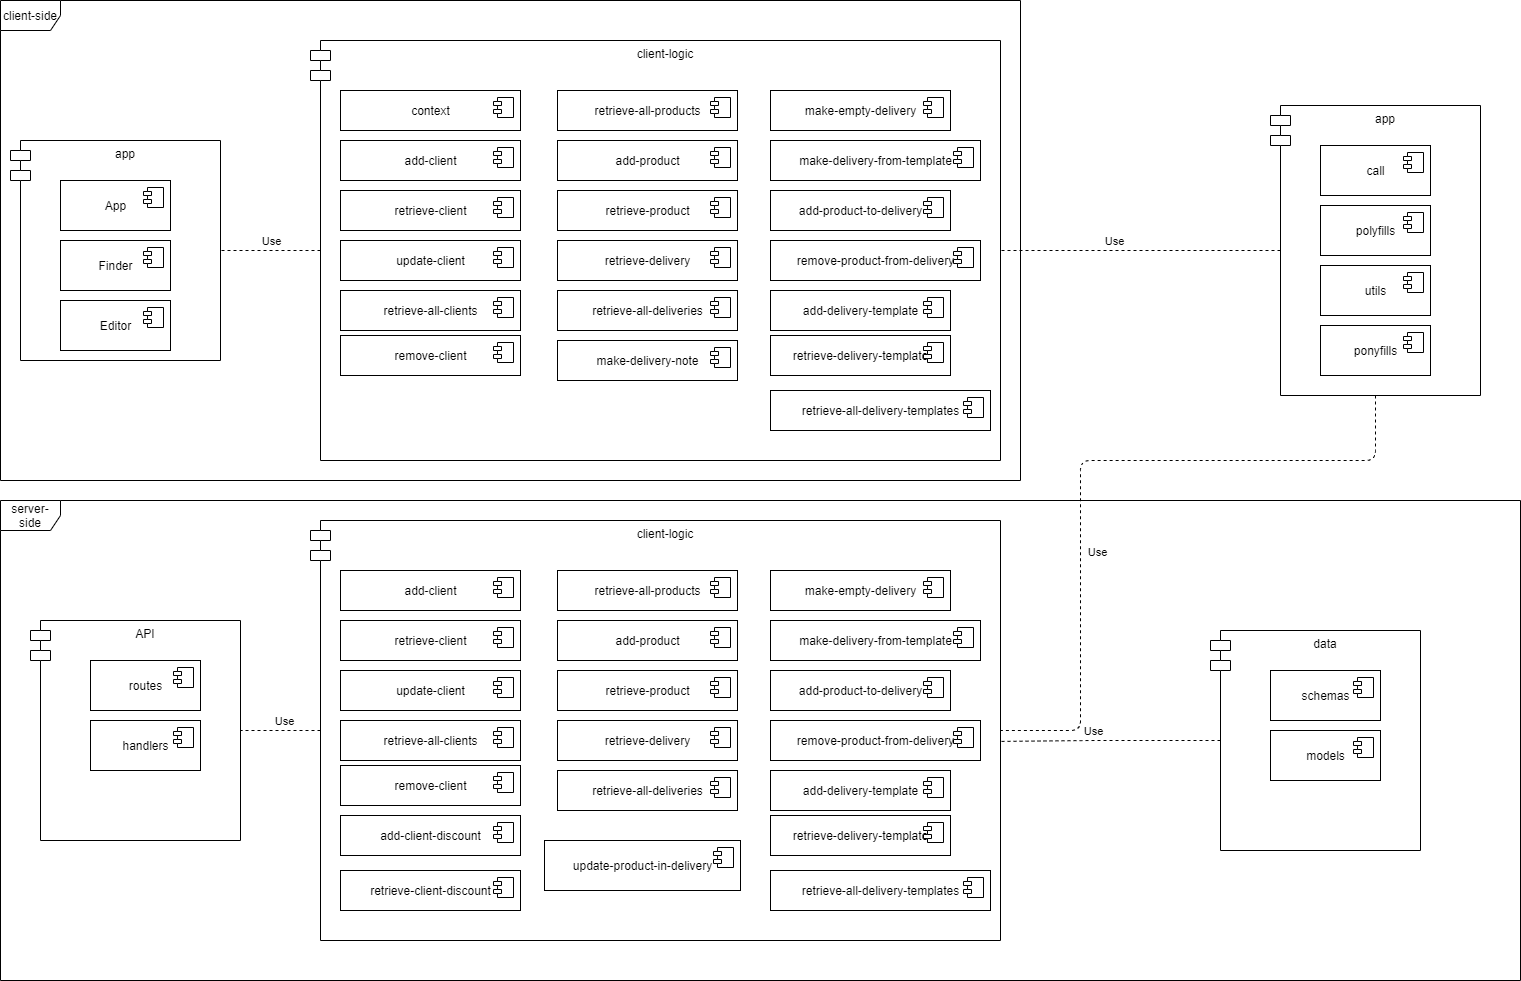 client-side
client-logic
context
retrieve-all-products
make-empty-delivery
add-client
add-product
make-delivery-from-template
retrieve-client
retrieve-product
add-product-to-delivery
update-client
retrieve-delivery
remove-product-from-delivery
retrieve-all-clients
retrieve-all-deliveries
add-delivery-template
remove-client
make-delivery-note
retrieve-delivery-template
retrieve-all-delivery-templates
app
App
Finder
Editor
Use
Use
app
call
polyfills
utils
ponyfills
server-
side
client-logic
add-client
retrieve-all-products
make-empty-delivery
retrieve-client
add-product
make-delivery-from-template
update-client
retrieve-product
add-product-to-delivery
retrieve-all-clients
retrieve-delivery
remove-product-from-delivery
remove-client
retrieve-all-deliveries
add-delivery-template
add-client-discount
retrieve-delivery-template
update-product-in-delivery
retrieve-client-discount
retrieve-all-delivery-templates
API
routes
handlers
Use
Use
Use
data
schemas
models